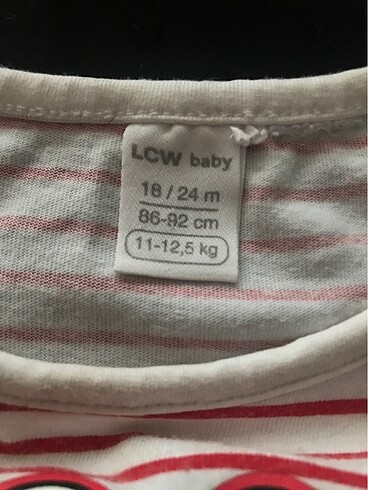 LCW baby
18 / 24 m
86-92 cm
11-12,5 kg